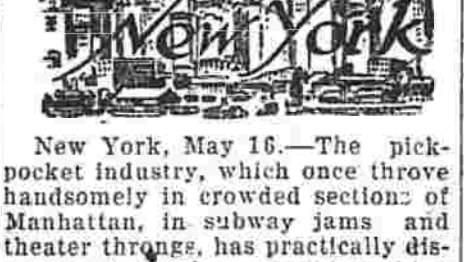 New York
New York, May 16.—The pick-
pocket industry, which once throve
handsomely in crowded sections of
Manhattan, in subway jams and
theater throngs, has practically dis-